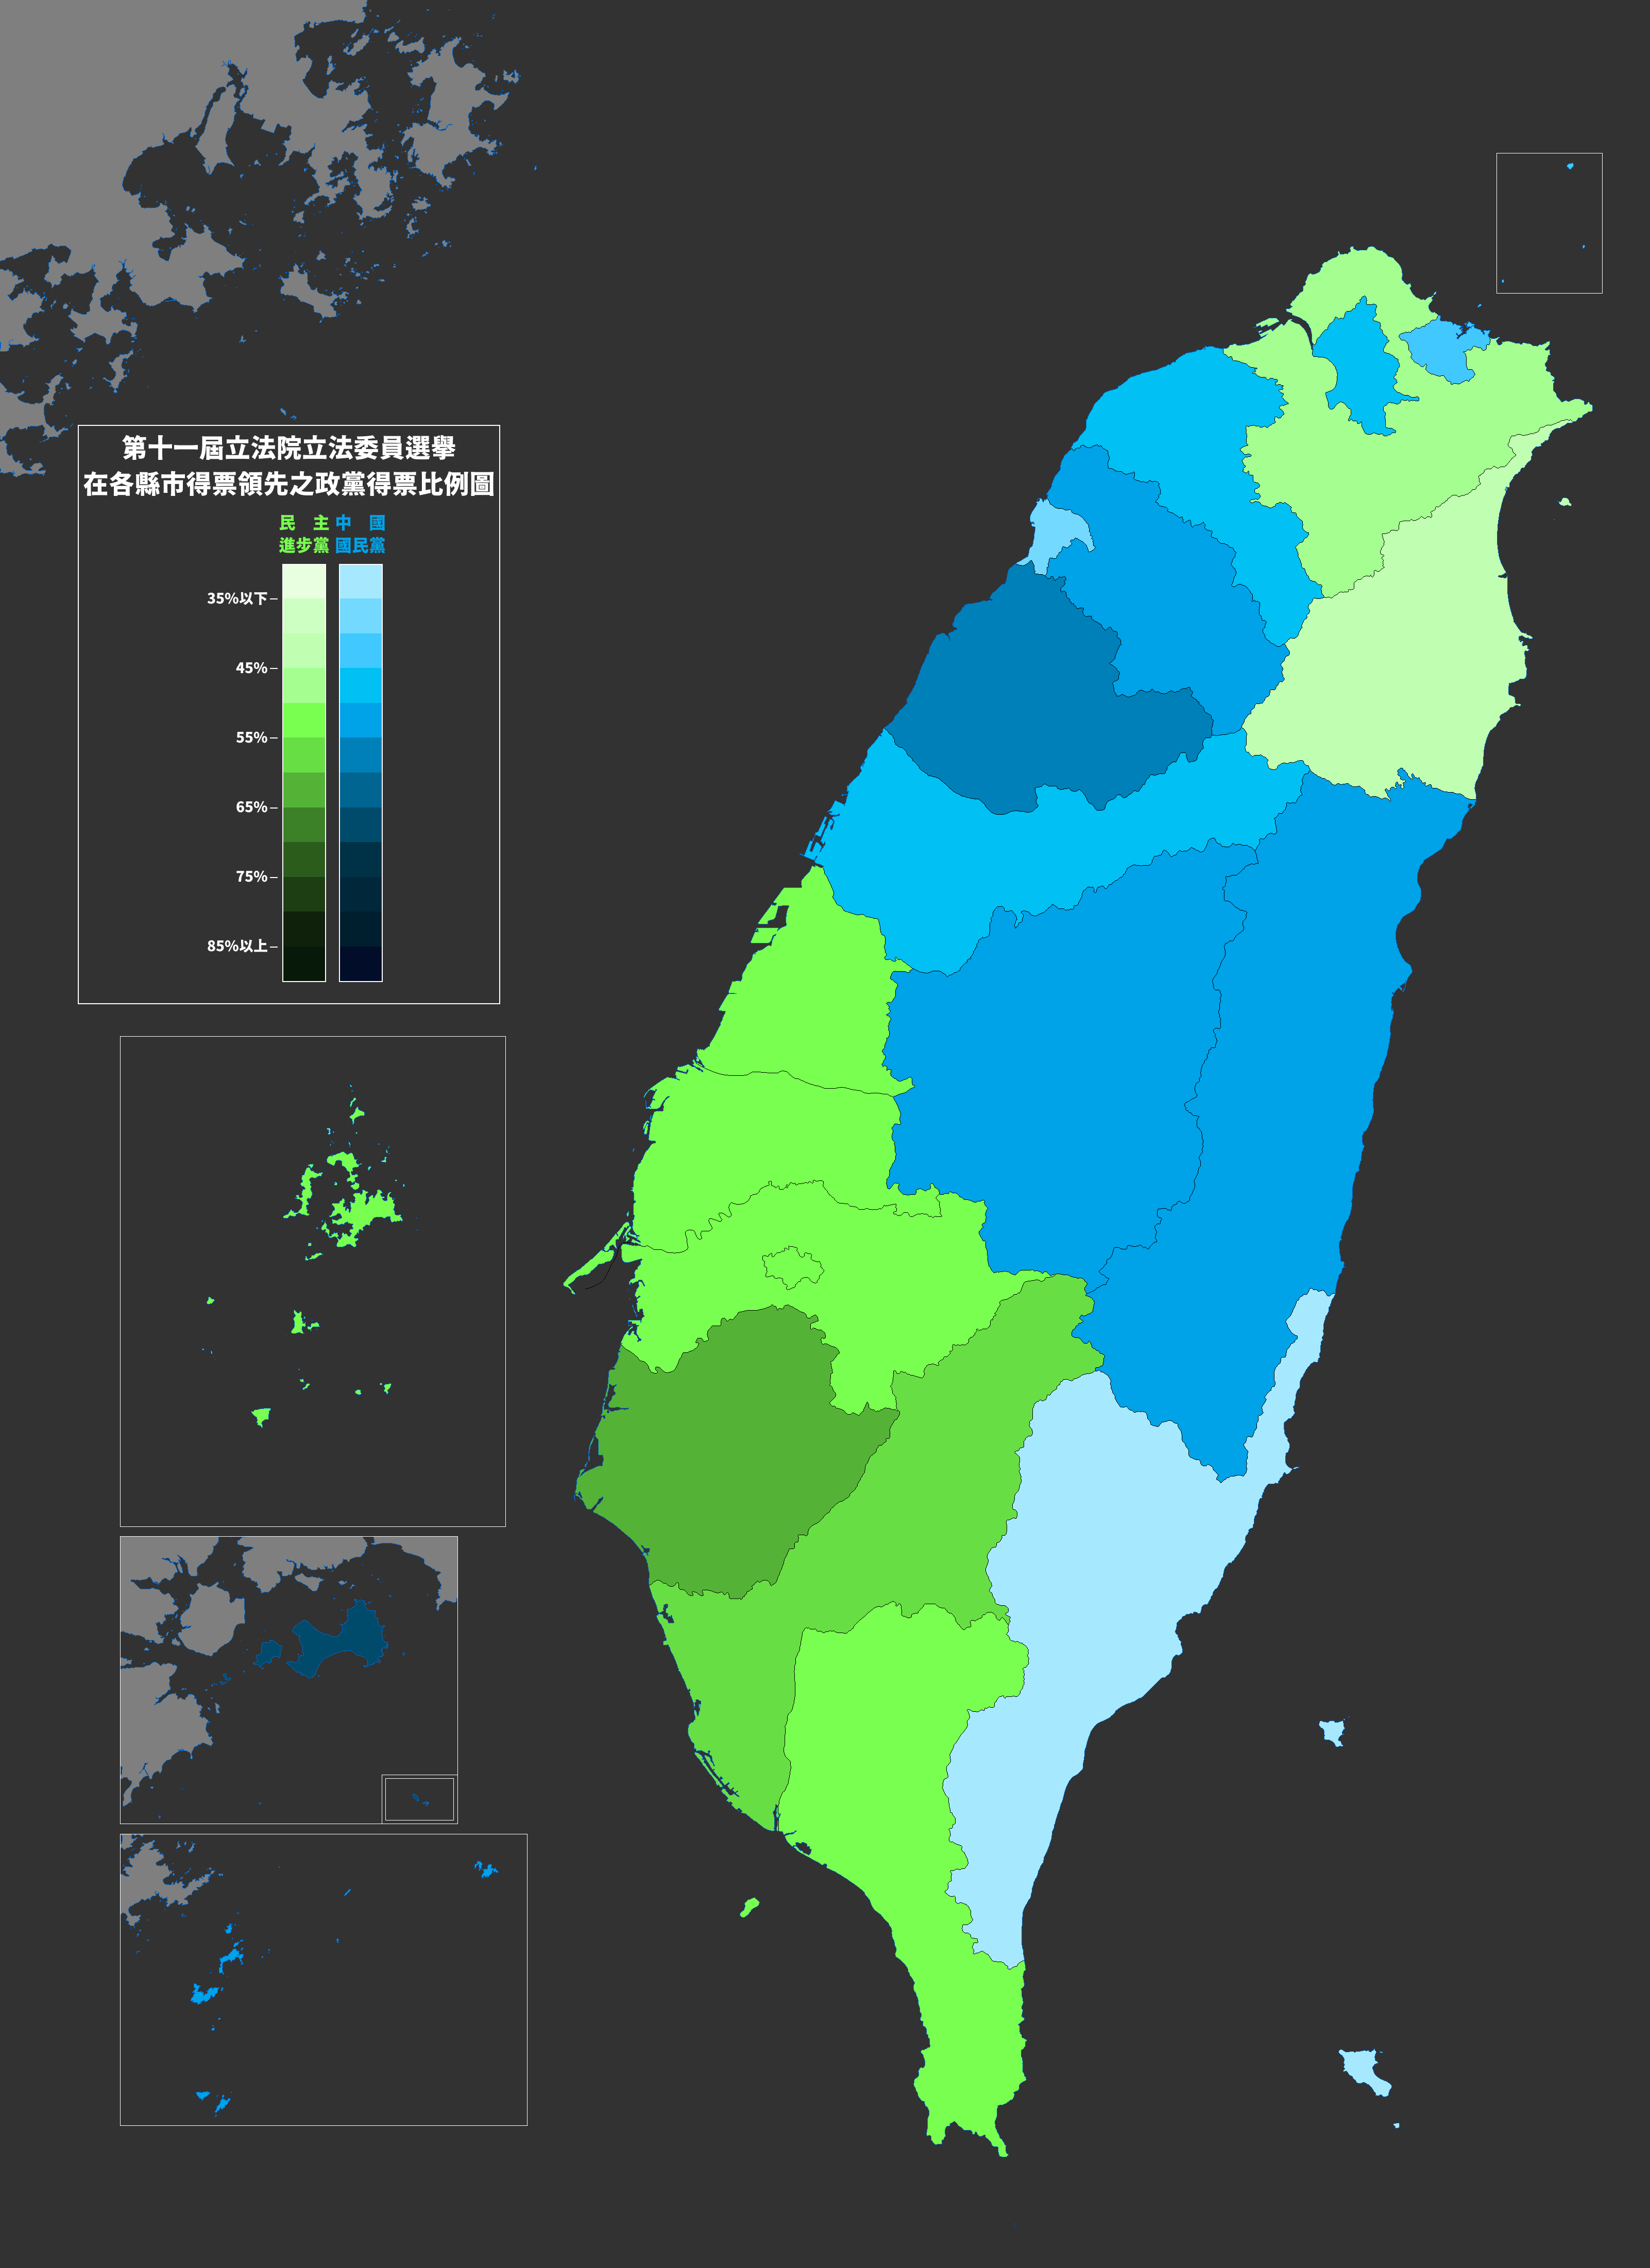 第十一屆立法院立法委員選舉
在各縣市得票領先之政黨得票比例圖
民 主 中 國
進步黨 國民黨
35%以下
45%
55%
65%
75%
85%以上